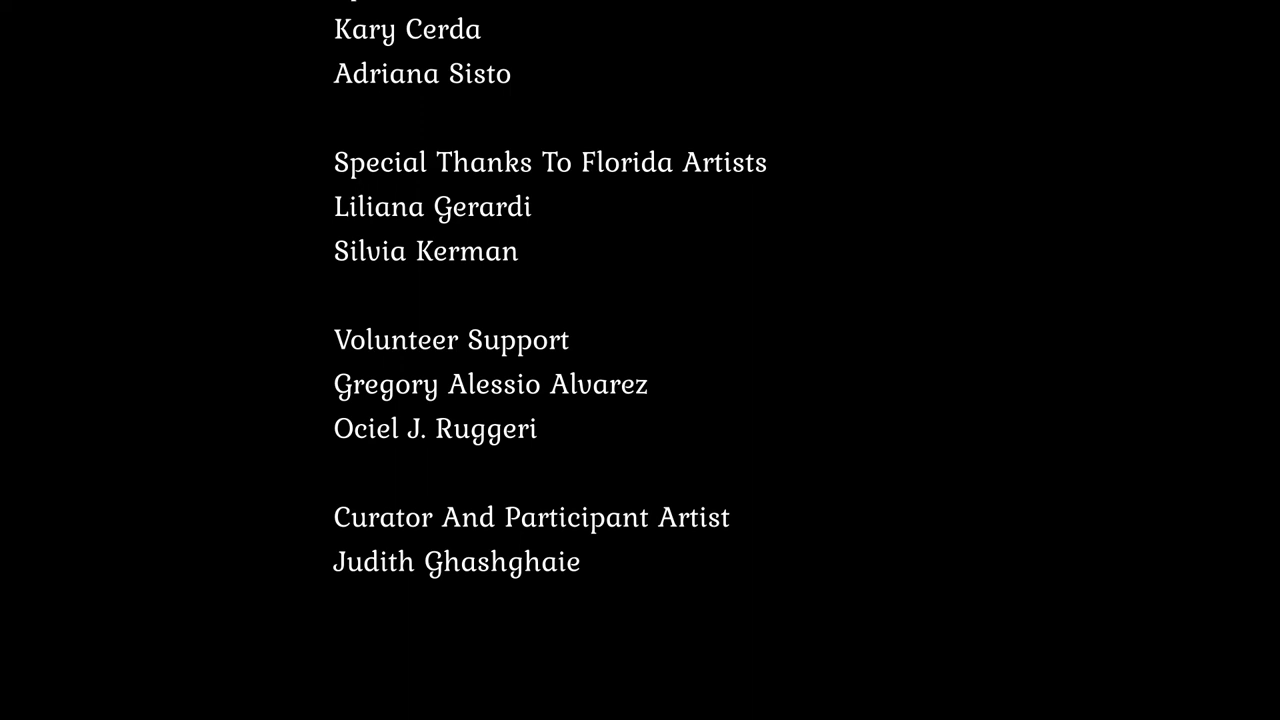 Kary Cerda
Adriana Sisto
Special Thanks To Florida Artists
Liliana Gerardi
Silvia Kerman
Volunteer Support
Gregory Alessio Alvarez
Ociel J. Ruggeri
Curator And Participant Artist
Judith Ghashghaie